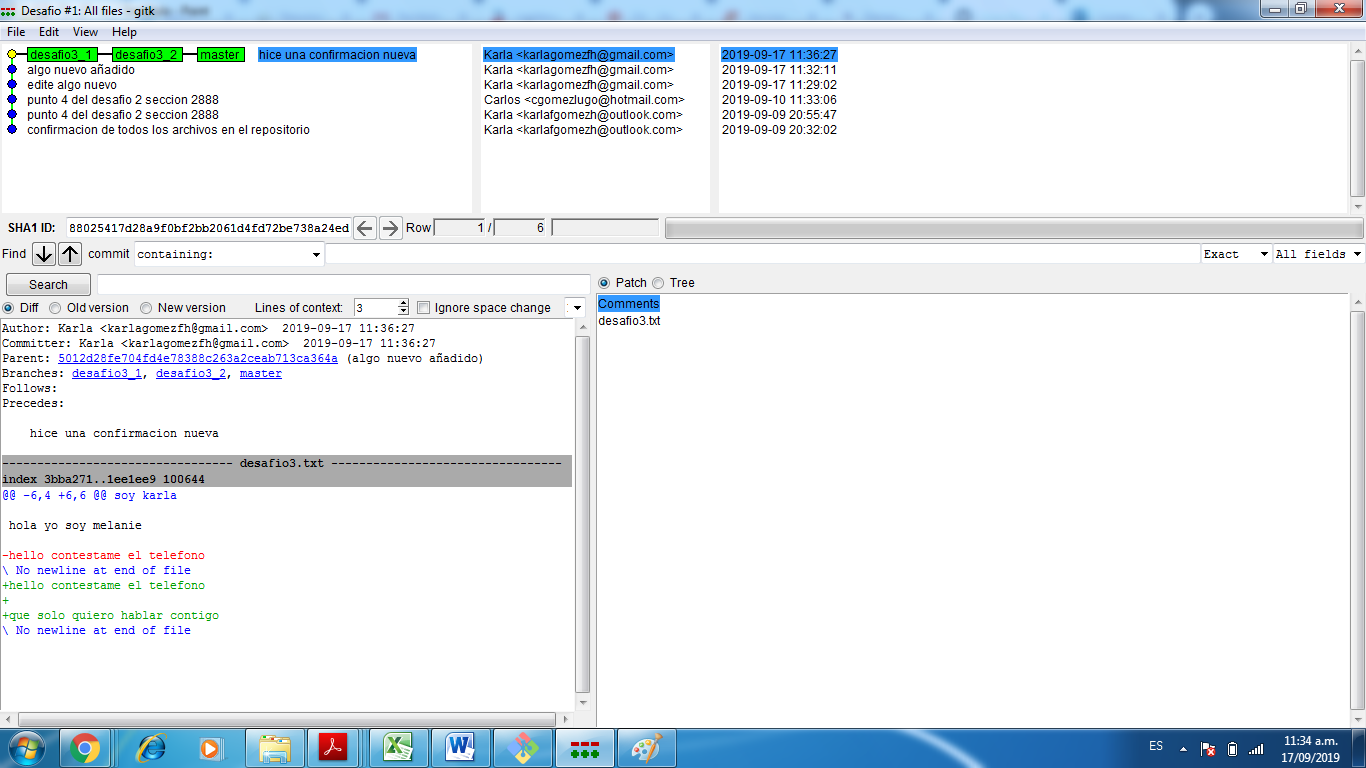 Desafio #1: All files - gitk
File Edit View Help
desafio3_1 desafio3_2 master hice una confirmacion nueva Karla <karlagomezfh@gmail.com> 2019-09-17 11:36:27
algo nuevo añadido Karla <karlagomezfh@gmail.com> 2019-09-17 11:32:11
edite algo nuevo Karla <karlagomezfh@gmail.com> 2019-09-17 11:29:02
punto 4 del desafio 2 seccion 2888 Carlos <cgomezlugo@hotmail.com> 2019-09-10 11:33:06
punto 4 del desafio 2 seccion 2888 Karla <karlafgomezh@outlook.com> 2019-09-09 20:55:47
confirmacion de todos los archivos en el repositorio Karla <karlafgomezh@outlook.com> 2019-09-09 20:32:02
SHA1 ID: 88025417d28a9f0bf2bb2061d4fd72be738a24ed Row 1 / 6
Find commit containing: Exact All fields
Search
Patch Tree
Diff Old version New version Lines of context: 3 Ignore space change
Comments
desafio3.txt
Author: Karla <karlagomezfh@gmail.com> 2019-09-17 11:36:27
Committer: Karla <karlagomezfh@gmail.com> 2019-09-17 11:36:27
Parent: 5012d28fe704fd4e78388c263a2ceab713ca364a (algo nuevo añadido)
Branches: desafio3_1, desafio3_2, master
Follows:
Precedes:
hice una confirmacion nueva
--------------------------------- desafio3.txt ---------------------------------
index 3bba271..1ee1ee9 100644
@@ -6,4 +6,6 @@ soy karla
hola yo soy melanie
-hello contestame el telefono
\ No newline at end of file
+hello contestame el telefono
+
+que solo quiero hablar contigo
\ No newline at end of file
ES
11:34 a.m.
17/09/2019